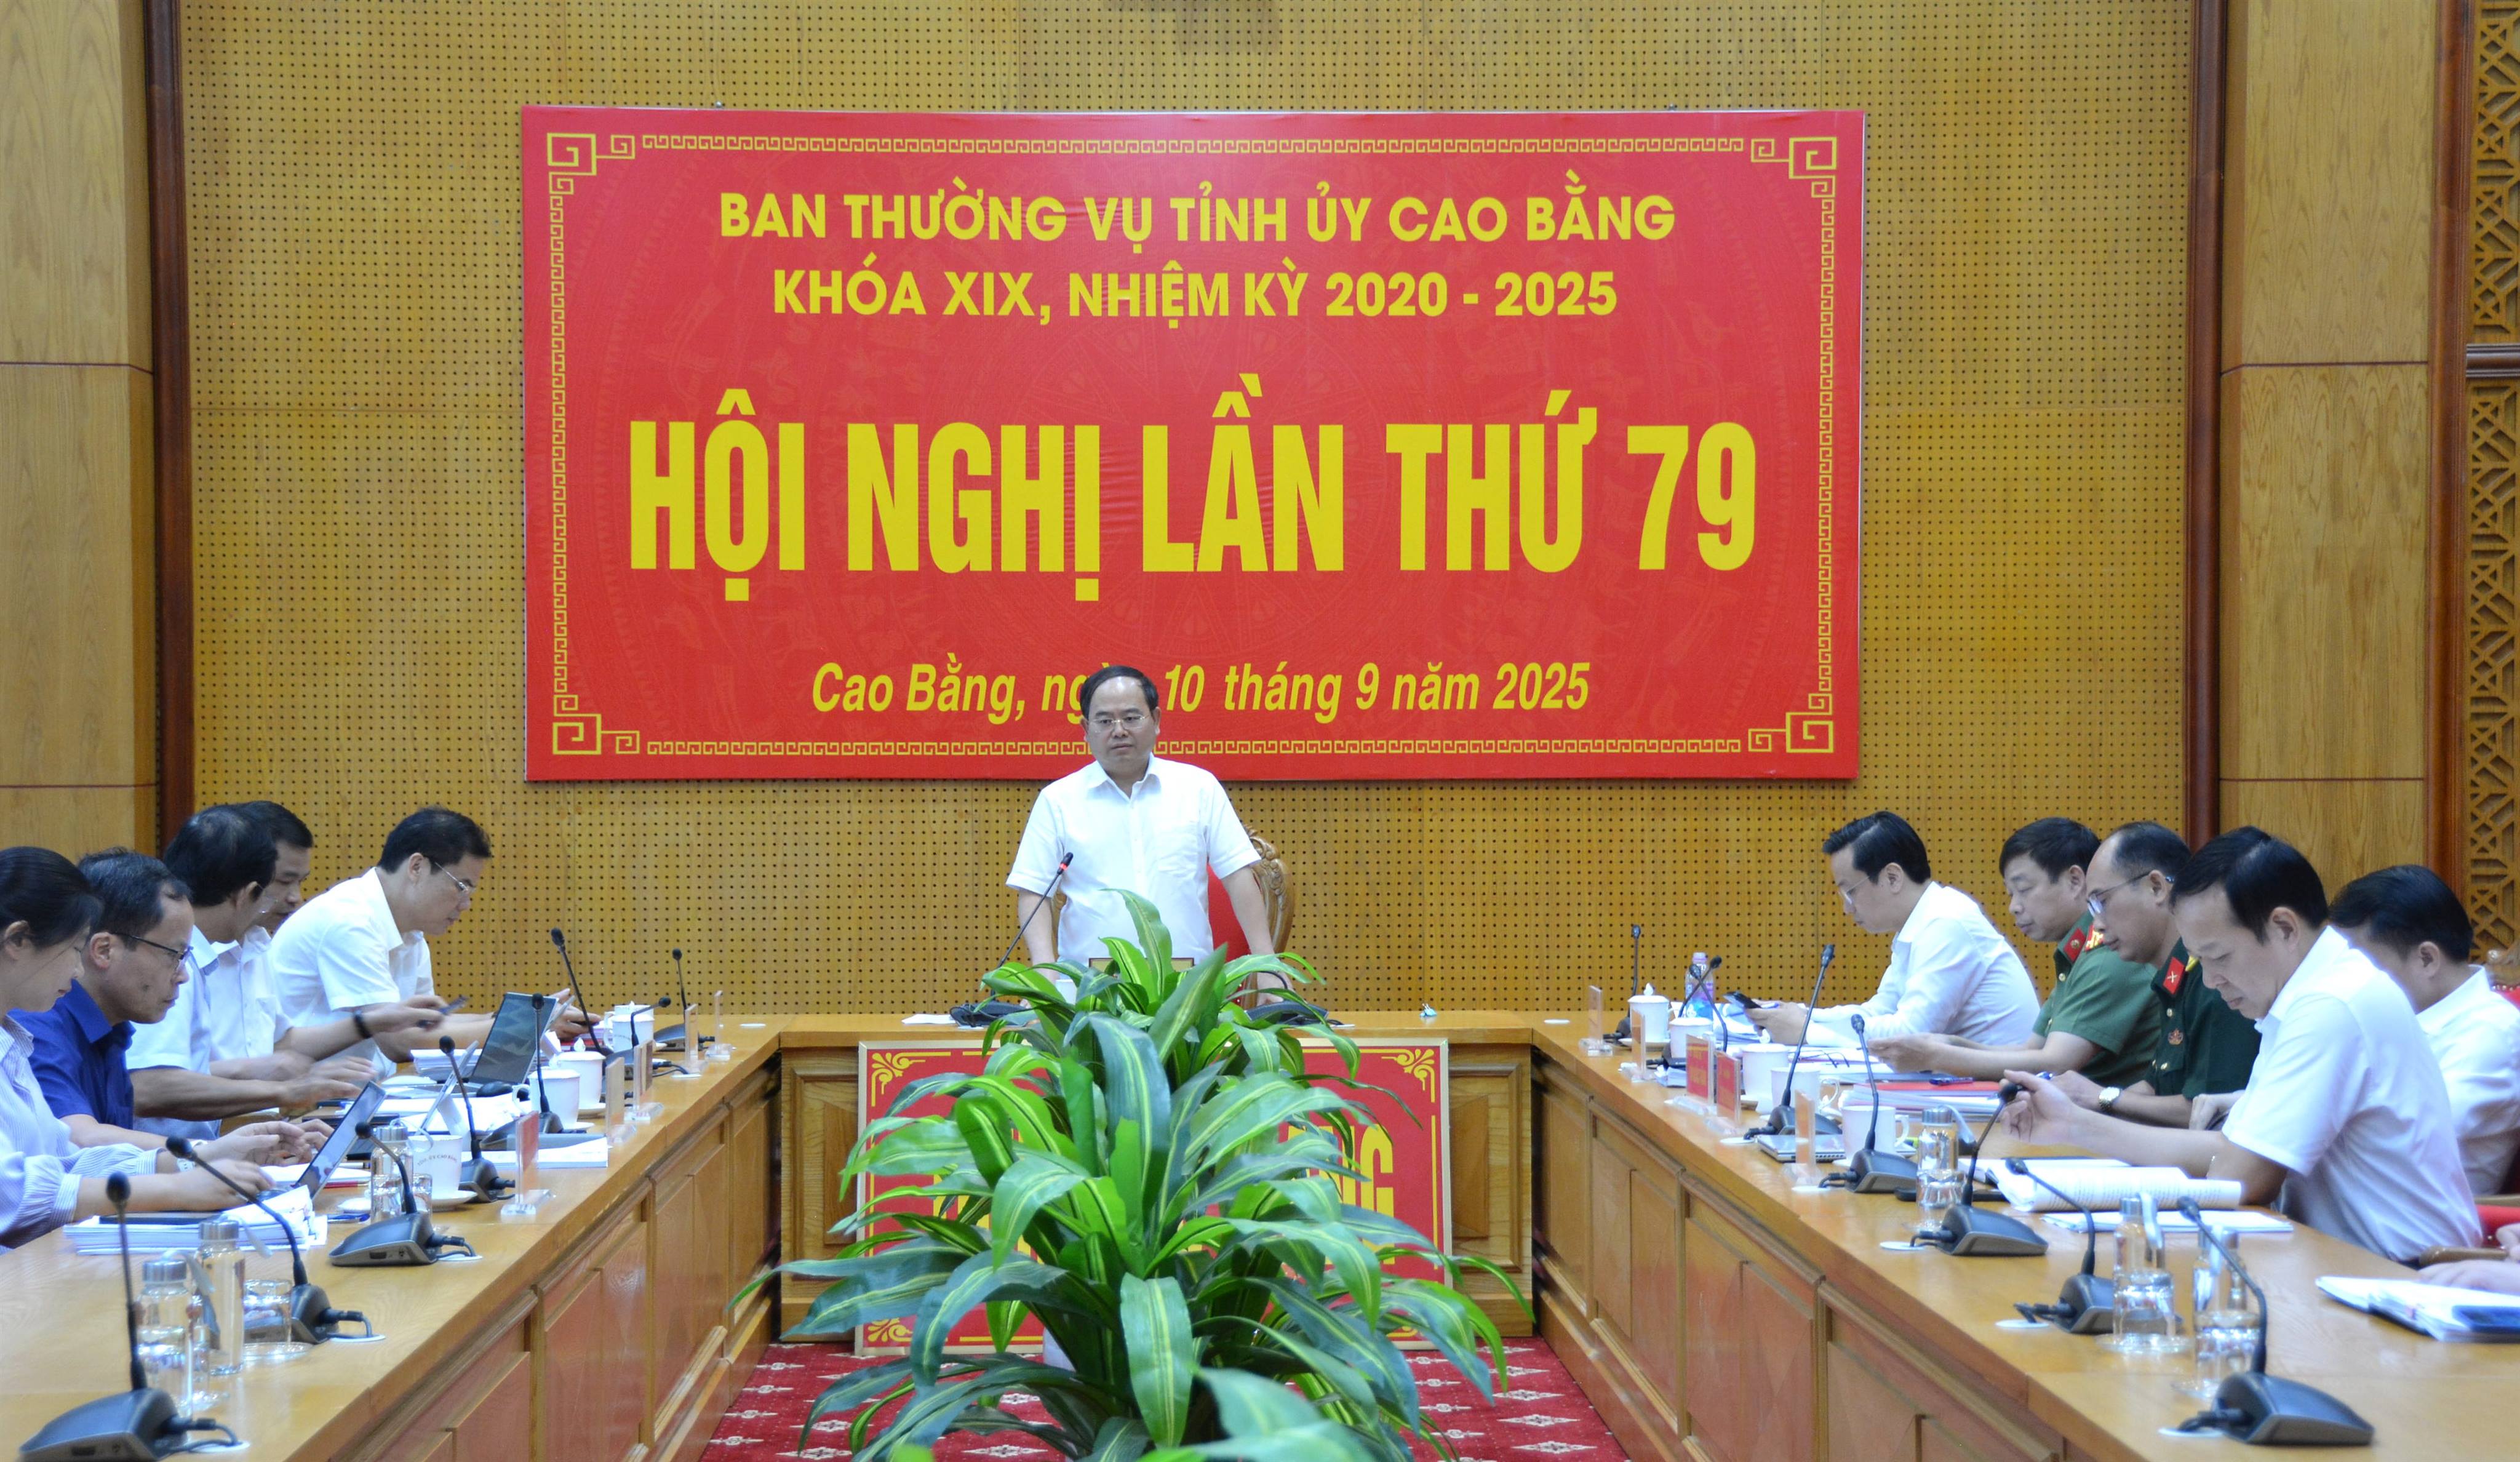 BAN THƯỜNG VỤ TỈNH ỦY CAO BẰNG
KHÓA XIX, NHIỆM KỲ 2020 - 2025
HỘI NGHỊ LẦN THỨ 79
Cao Bằng, 10 tháng 9 năm 2025